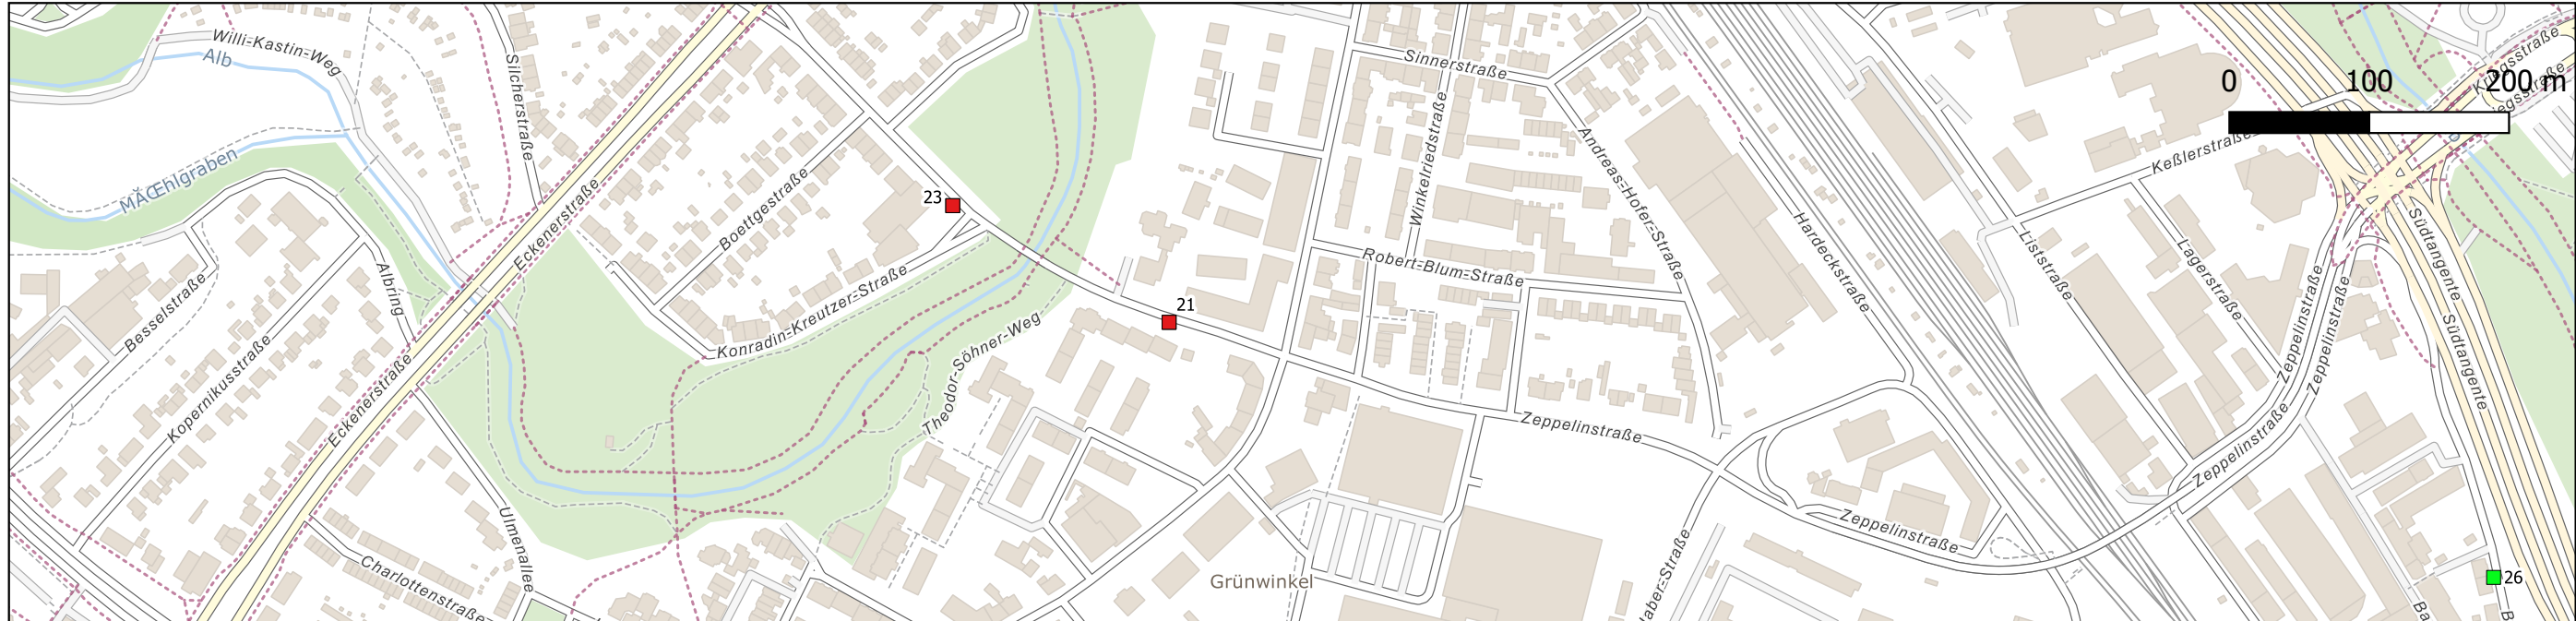 Willi-Kastin-Weg
Alb
Silcherstraße
Sinnerstraße
Kriegsstraße
0 100 200 m
Winkelriedstraße
Andreas-Hofer-Straße
Keßlerstraße
MĂŒhlgraben
Eckenerstraße
Boettgestraße
23
Hardeckstraße
Liststraße
Lagerstraße
Südtangente
Robert-Blum-Straße
Albring
Besselstraße
Konradin-Kreutzer-Straße
21
Zeppelinstraße
Zeppelinstraße
Südtangente
Theodor-Söhner-Weg
Kopernikusstraße
Eckenerstraße
Zeppelinstraße
Zeppelinstraße
Zeppelinstraße
Ulmenallee
Charlottenstraße
Grünwinkel
26